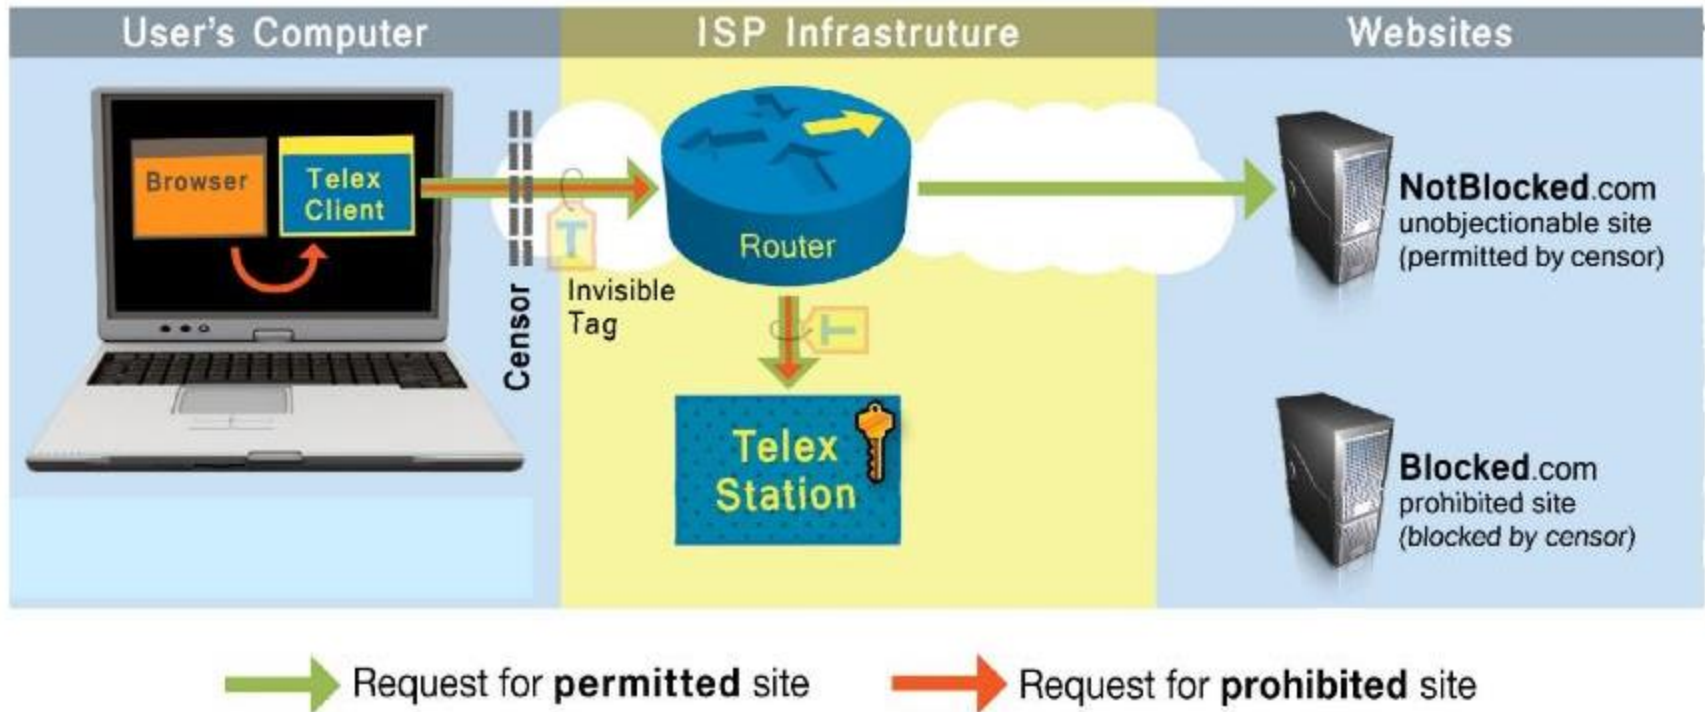 User's Computer
ISP Infrastruture
Websites
Browser
Telex
Client
Censor
T
Invisible
Tag
Router
T
Telex
Station
NotBlocked.com
unobjectionable site
(permitted by censor)
Blocked.com
prohibited site
(blocked by censor)
Request for permitted site
Request for prohibited site